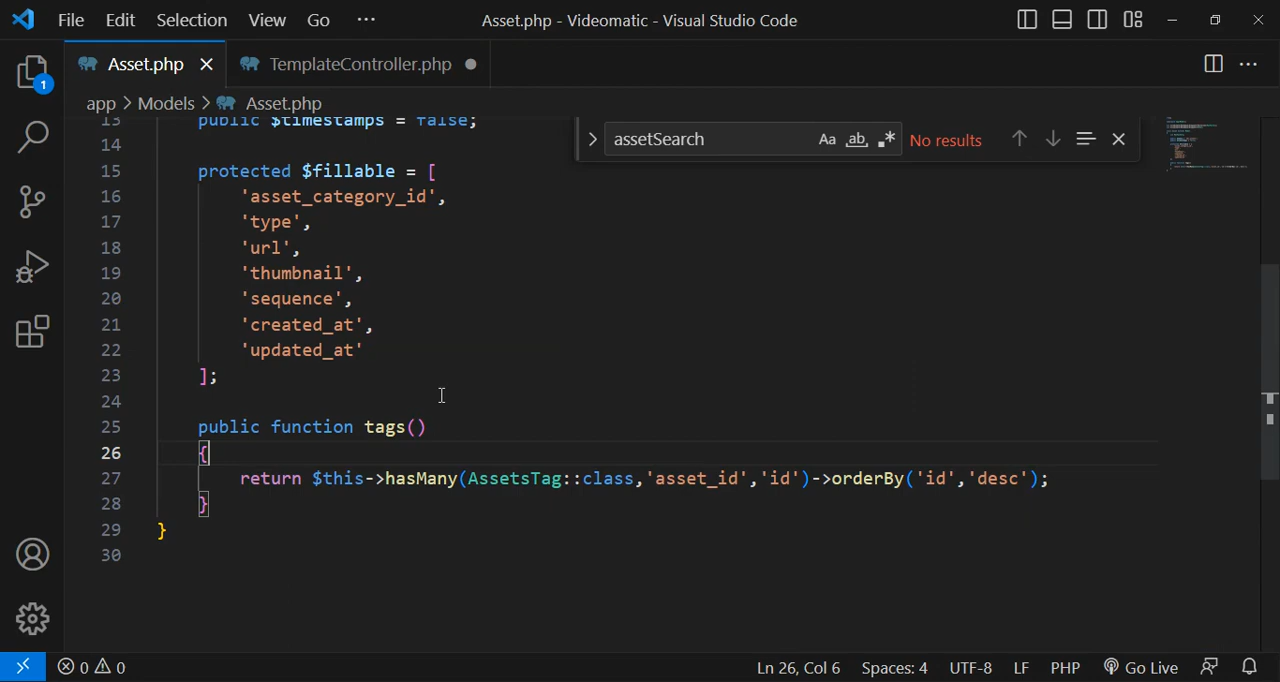 File Edit Selection View Go ··· Asset.php - Videomatic - Visual Studio Code
Asset.php TemplateController.php
app > Models > Asset.php
1
assetSearch Aa ab No results
13 public $timestamps = false;
14
15 protected $fillable = [
16 'asset_category_id',
17 'type',
18 'url',
19 'thumbnail',
20 'sequence',
21 'created_at',
22 'updated_at'
23 ];
24
25 public function tags()
26 {
27 return $this->hasMany(AssetsTag::class,'asset_id','id')->orderBy('id','desc');
28 }
29 }
30
0 0 Ln 26, Col 6 Spaces: 4 UTF-8 LF PHP Go Live